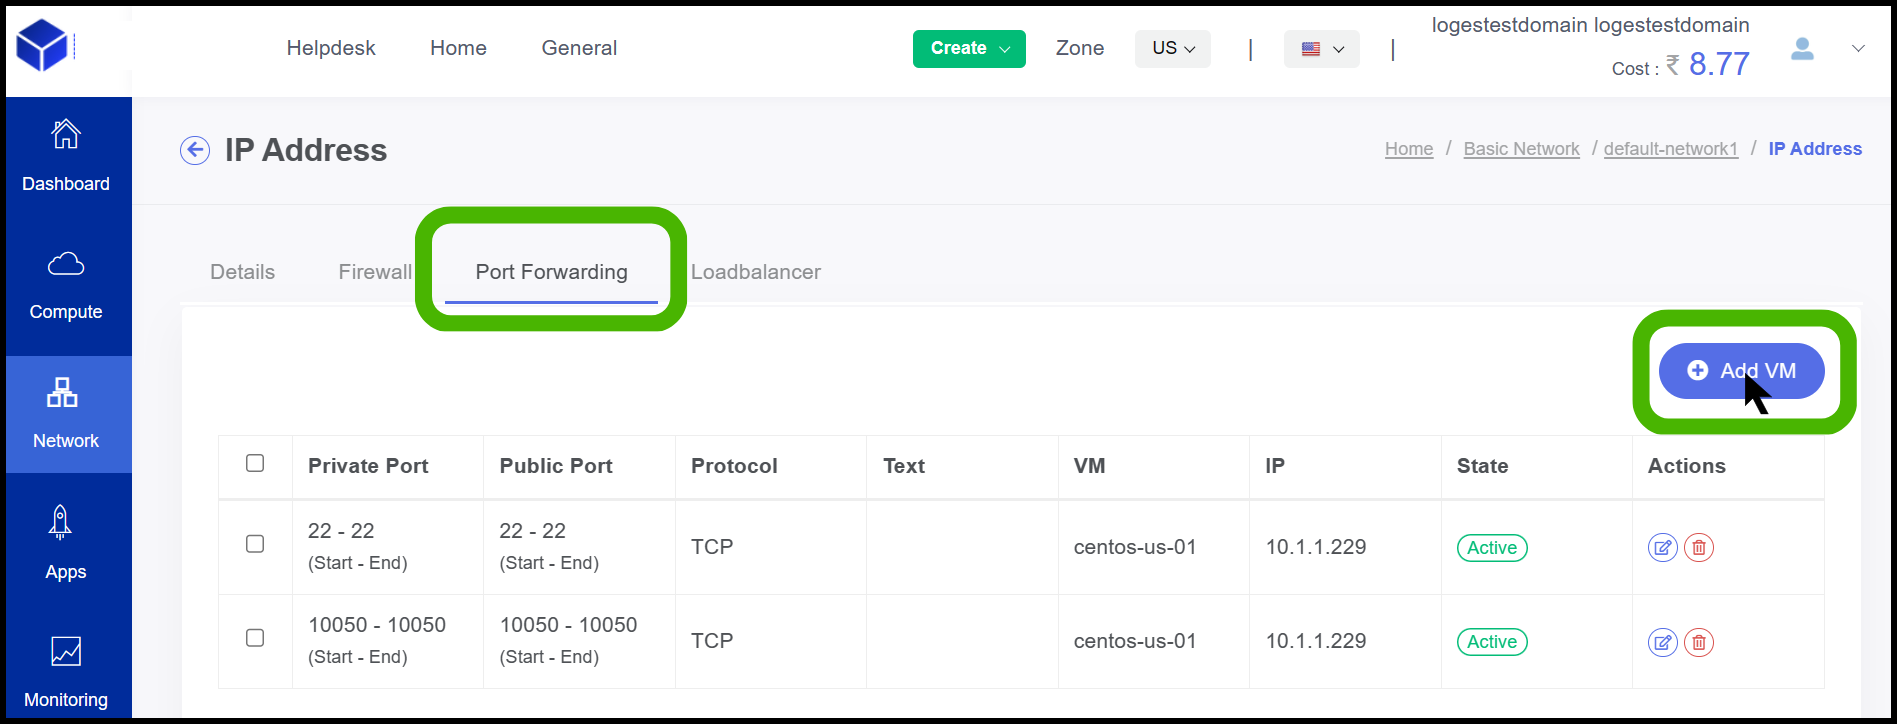 Helpdesk Home General Create Zone US | | logestestdomain logestestdomain
Cost : ₹ 8.77
Dashboard
Compute
Network
Apps
Monitoring
IP Address
Home / Basic Network / default-network1 / IP Address
Details Firewall Port Forwarding Loadbalancer
Add VM
Private Port Public Port Protocol Text VM IP State Actions
22 - 22 22 - 22 TCP centos-us-01 10.1.1.229 Active
(Start - End) (Start - End)
10050 - 10050 10050 - 10050 TCP centos-us-01 10.1.1.229 Active
(Start - End) (Start - End)